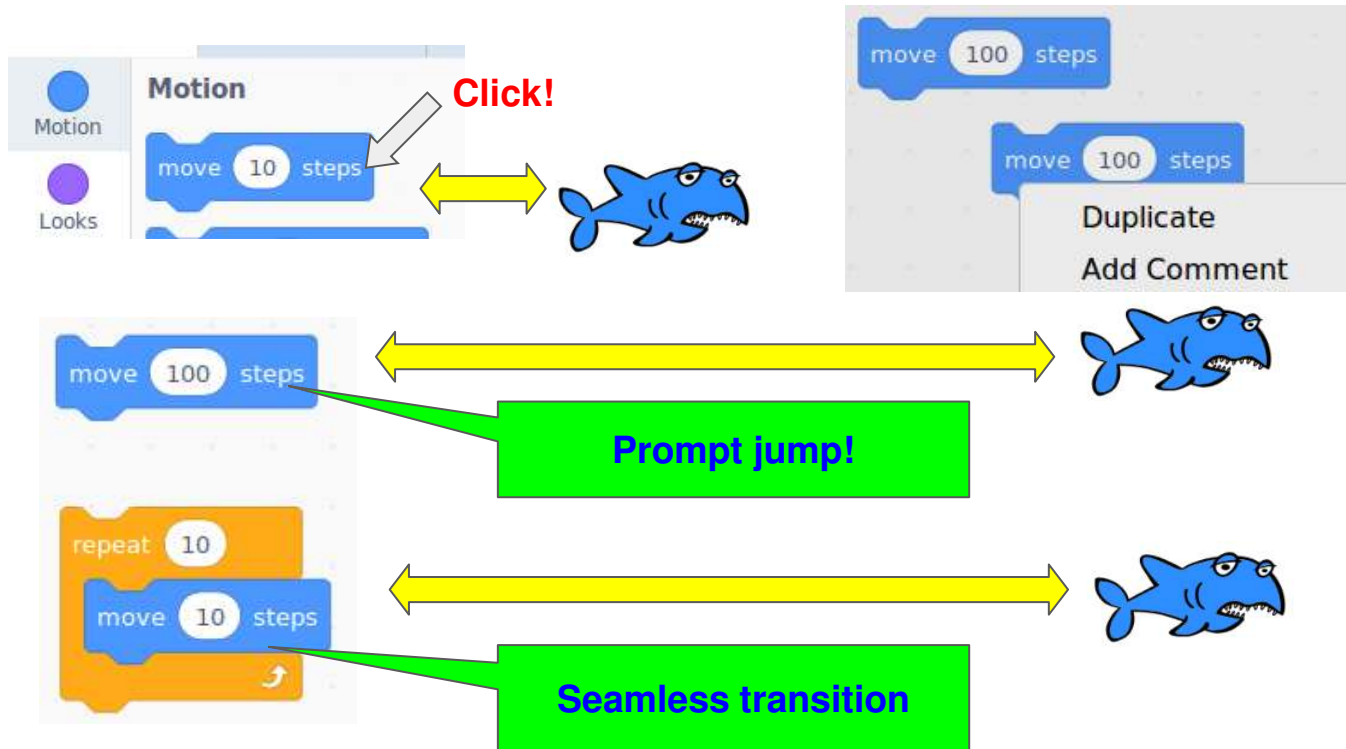 Motion
Looks
Motion
move 10 steps
Click!
move 100 steps
move 100 steps
Duplicate
Add Comment
move 100 steps
Prompt jump!
repeat 10
move 10 steps
Seamless transition